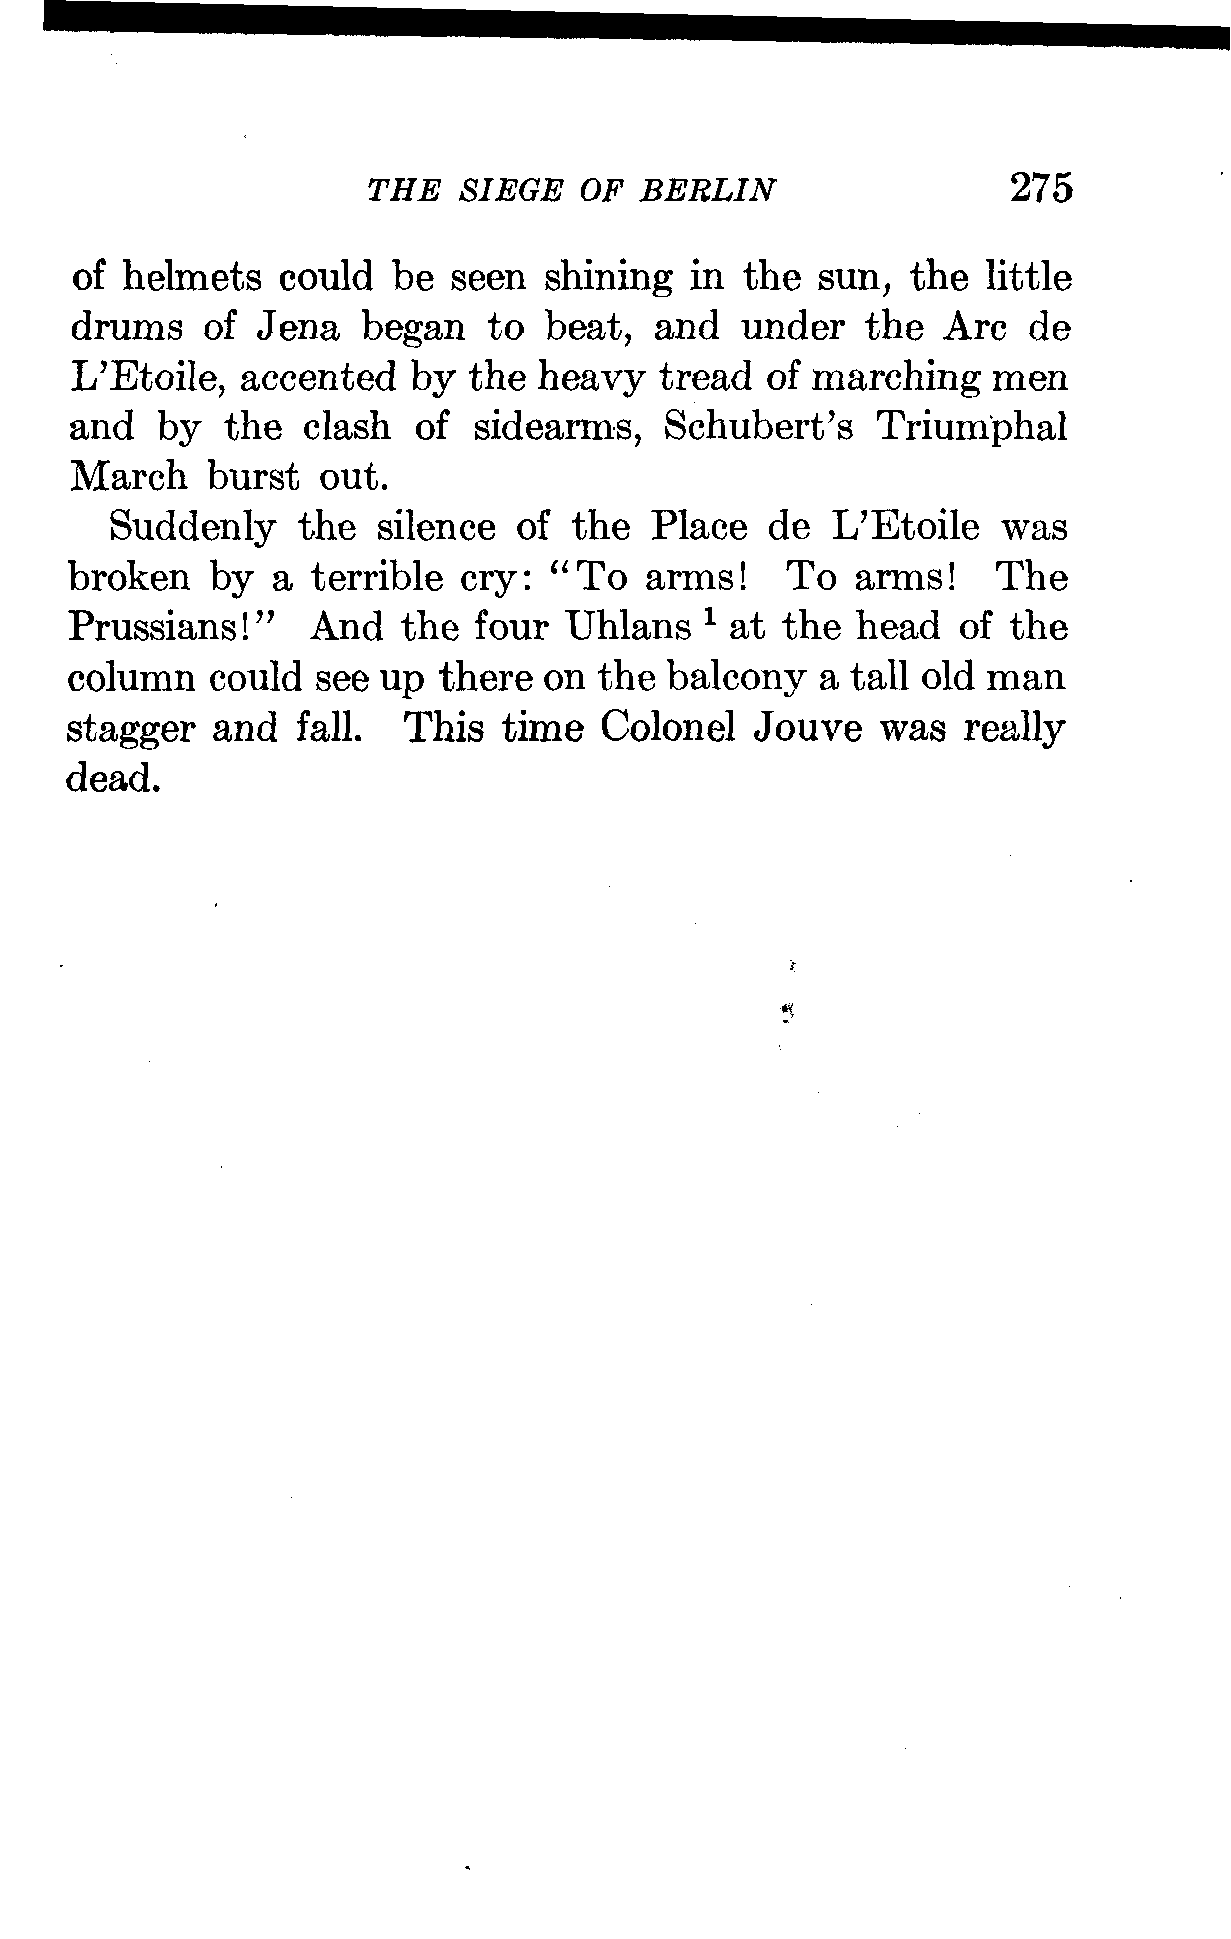 THE SIEGE OF BERLIN 275
of helmets could be seen shining in the sun, the little
drums of Jena began to beat, and under the Arc de
L'Etoile, accented by the heavy tread of marching men
and by the clash of sidearms, Schubert's Triumphal
March burst out.
Suddenly the silence of the Place de L'Etoile was
broken by a terrible cry: "To arms! To arms! The
Prussians!" And the four Uhlans ¹ at the head of the
column could see up there on the balcony a tall old man
stagger and fall. This time Colonel Jouve was really
dead.